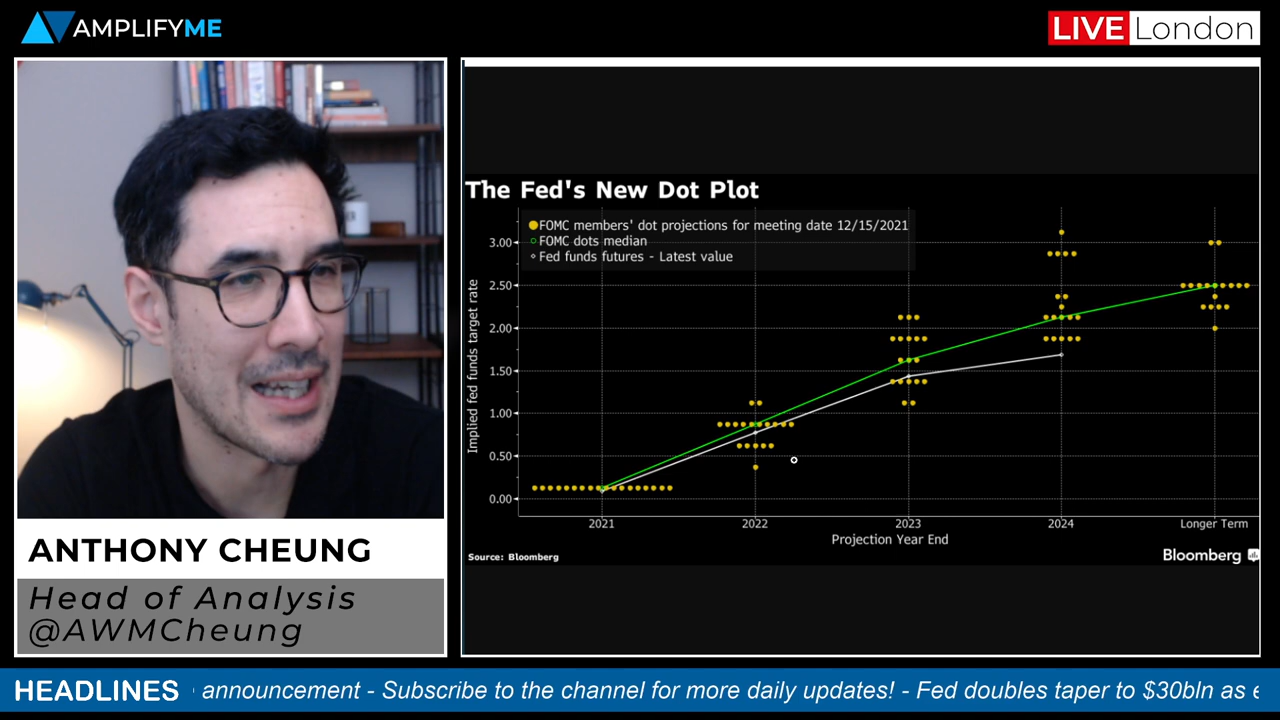 AMPLIFYME
LIVE London
The Fed's New Dot Plot
FOMC members' dot projections for meeting date 12/15/2021
FOMC dots median
Fed funds futures - Latest value
Implied fed funds target rate
3.00
2.50
2.00
1.50
1.00
0.50
0.00
2021 2022 2023 2024 Longer Term
Projection Year End
Source: Bloomberg
Bloomberg
ANTHONY CHEUNG
Head of Analysis
@AWMCheung
HEADLINES announcement - Subscribe to the channel for more daily updates! - Fed doubles taper to $30bln as